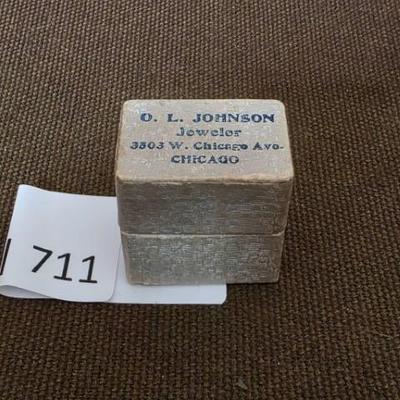 O. L. JOHNSON
Jeweler
3503 W. Chicago Ave.
CHICAGO
711